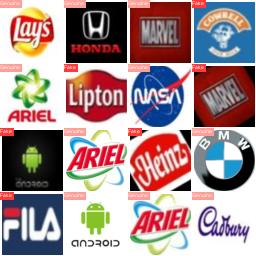 Genuine Genuine Genuine Fake
Lay's HONDA MARVEL COWBELL
Genuine Fake Genuine Fake
ARIEL Lipton NASA MARVEL
Fake Genuine Fake Genuine
ANDROID ARIEL Heinz BMW
Fake Genuine Genuine Genuine
FILA ANDROID ARIEL Cadbury